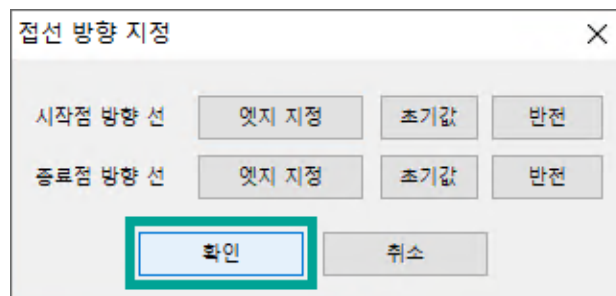 접선 방향 지정
시작점 방향 선 엣지 지정 초기값 반전
종료점 방향 선 엣지 지정 초기값 반전
확인 취소